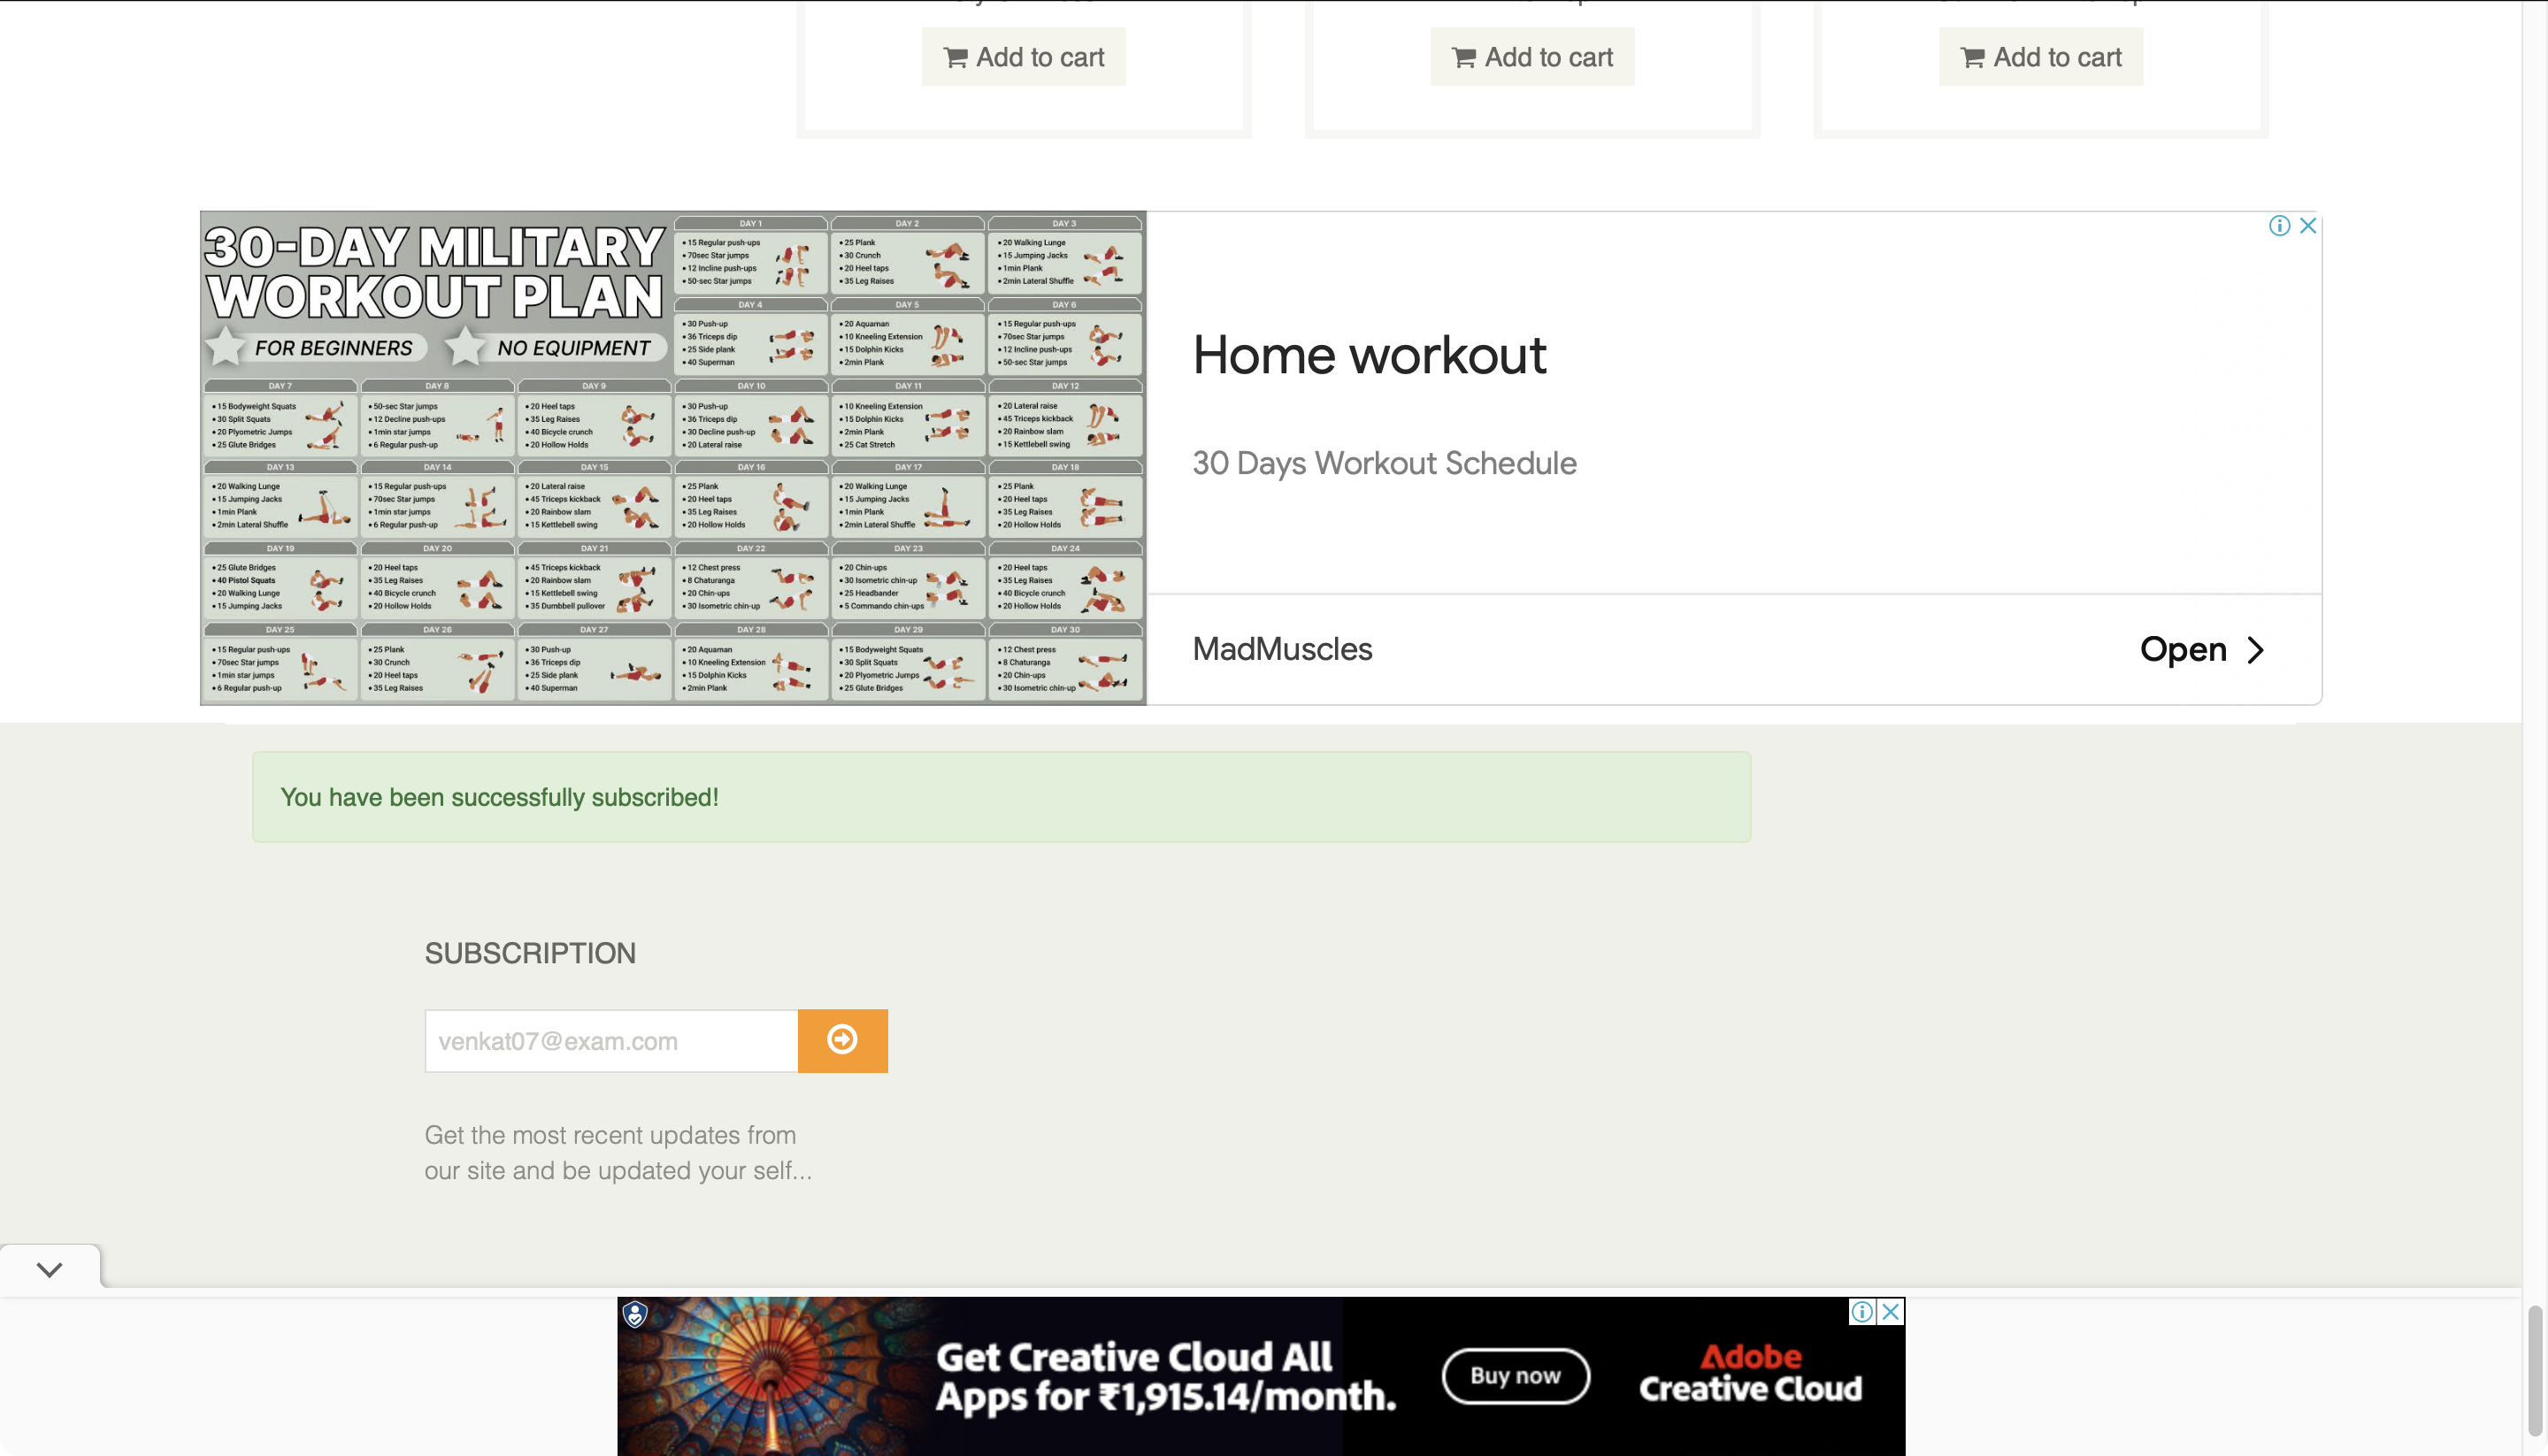 Add to cart
Add to cart
Add to cart
30-DAY MILITARY
WORKOUT PLAN
FOR BEGINNERS
NO EQUIPMENT
DAY 1
• 15 Regular push-ups
• 70sec Star jumps
• 12 Incline push-ups
• 50-sec Star jumps
DAY 2
• 25 Plank
• 30 Crunch
• 20 Heel taps
• 35 Leg Raises
DAY 3
• 20 Walking Lunge
• 15 Jumping Jacks
• 1min Plank
• 2min Lateral Shuffle
DAY 4
• 30 Push-up
• 36 Triceps dip
• 25 Side plank
• 40 Superman
DAY 5
• 20 Aquaman
• 10 Kneeling Extension
• 15 Dolphin Kicks
• 2min Plank
DAY 6
• 15 Regular push-ups
• 70sec Star jumps
• 12 Incline push-ups
• 50-sec Star jumps
DAY 7
• 15 Bodyweight Squats
• 30 Split Squats
• 20 Plyometric Jumps
• 25 Glute Bridges
DAY 8
• 50-sec Star jumps
• 12 Decline push-ups
• 1min star jumps
• 6 Regular push-up
DAY 9
• 20 Heel taps
• 35 Leg Raises
• 40 Bicycle crunch
• 20 Hollow Holds
DAY 10
• 30 Push-up
• 36 Triceps dip
• 30 Decline push-up
• 20 Lateral raise
DAY 11
• 10 Kneeling Extension
• 15 Dolphin Kicks
• 2min Plank
• 25 Cat Stretch
DAY 12
• 20 Lateral raise
• 45 Triceps kickback
• 20 Rainbow slam
• 15 Kettlebell swing
DAY 13
• 20 Walking Lunge
• 15 Jumping Jacks
• 1min Plank
• 2min Lateral Shuffle
DAY 14
• 15 Regular push-ups
• 70sec Star jumps
• 1min star jumps
• 6 Regular push-up
DAY 15
• 20 Lateral raise
• 45 Triceps kickback
• 20 Rainbow slam
• 15 Kettlebell swing
DAY 16
• 25 Plank
• 20 Heel taps
• 35 Leg Raises
• 20 Hollow Holds
DAY 17
• 20 Walking Lunge
• 15 Jumping Jacks
• 1min Plank
• 2min Lateral Shuffle
DAY 18
• 25 Plank
• 20 Heel taps
• 35 Leg Raises
• 20 Hollow Holds
DAY 19
• 25 Glute Bridges
• 40 Pistol Squats
• 20 Walking Lunge
• 15 Jumping Jacks
DAY 20
• 20 Heel taps
• 35 Leg Raises
• 40 Bicycle crunch
• 20 Hollow Holds
DAY 21
• 45 Triceps kickback
• 20 Rainbow slam
• 15 Kettlebell swing
• 35 Dumbbell pullover
DAY 22
• 12 Chest press
• 8 Chaturanga
• 20 Chin-ups
• 30 Isometric chin-up
DAY 23
• 20 Chin-ups
• 30 Isometric chin-up
• 25 Headbander
• 5 Commando chin-ups
DAY 24
• 20 Heel taps
• 35 Leg Raises
• 40 Bicycle crunch
• 20 Hollow Holds
DAY 25
• 15 Regular push-ups
• 70sec Star jumps
• 1min star jumps
• 6 Regular push-up
DAY 26
• 25 Plank
• 30 Crunch
• 20 Heel taps
• 35 Leg Raises
DAY 27
• 30 Push-up
• 36 Triceps dip
• 25 Side plank
• 40 Superman
DAY 28
• 20 Aquaman
• 10 Kneeling Extension
• 15 Dolphin Kicks
• 2min Plank
DAY 29
• 15 Bodyweight Squats
• 30 Split Squats
• 20 Plyometric Jumps
• 25 Glute Bridges
DAY 30
• 12 Chest press
• 8 Chaturanga
• 20 Chin-ups
• 30 Isometric chin-up
Home workout
30 Days Workout Schedule
MadMuscles
Open
You have been successfully subscribed!
SUBSCRIPTION
venkat07@exam.com
Get the most recent updates from
our site and be updated your self...
Get Creative Cloud All
Apps for ₹1,915.14/month.
Buy now
Adobe
Creative Cloud